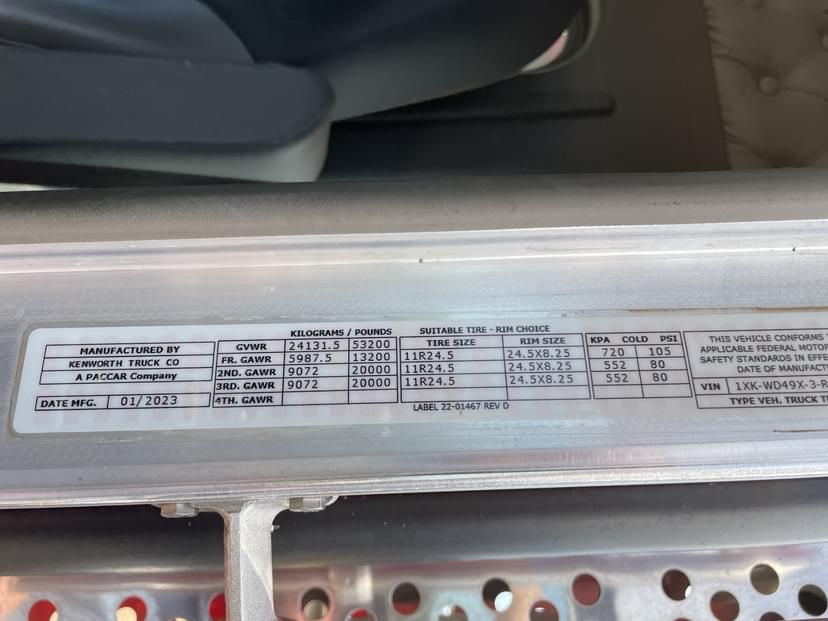 MANUFACTURED BY
KENWORTH TRUCK CO
A PACCAR Company
DATE MFG. 01/2023
KILOGRAMS / POUNDS
GVWR 24131.5 53200
FR. GAWR 5987.5 13200
2ND. GAWR 9072 20000
3RD. GAWR 9072 20000
4TH. GAWR
SUITABLE TIRE - RIM CHOICE
TIRE SIZE RIM SIZE
11R24.5 24.5X8.25
11R24.5 24.5X8.25
11R24.5 24.5X8.25
LABEL 22-01467 REV D
KPA COLD PSI
720 105
552 80
552 80
THIS VEHICLE CONFORMS
APPLICABLE FEDERAL MOTOR
SAFETY STANDARDS IN EFFE
DATE OF MANUFACT
VIN 1XK-WD49X-3-R
TYPE VEH. TRUCK T